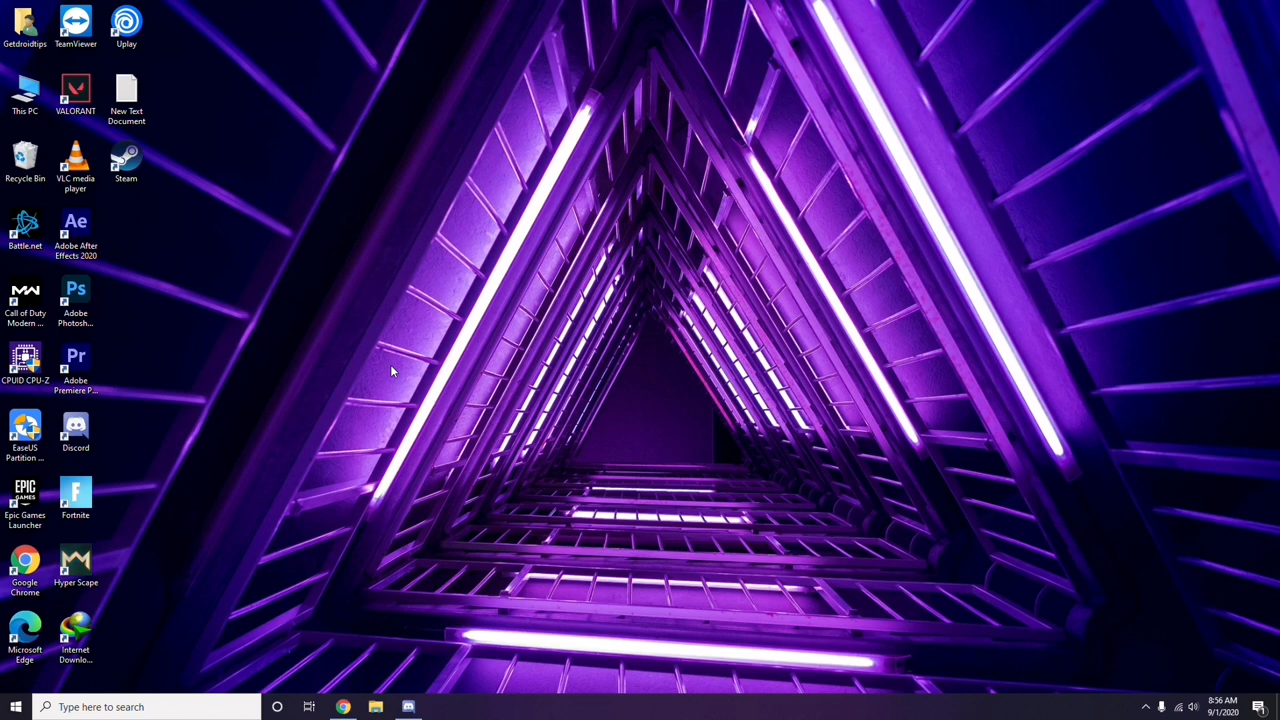 Getdroidtips
TeamViewer
Uplay
This PC
VALORANT
New Text
Document
Recycle Bin
VLC media
player
Steam
Battle.net
Ae
Adobe After
Effects 2020
MW
Call of Duty
Modern ...
Ps
Adobe
Photosh...
CPUID CPU-Z
Pr
Adobe
Premiere P...
EaseUS
Partition ...
Discord
EPIC
GAMES
Epic Games
Launcher
F
Fortnite
Google
Chrome
Hyper Scape
Microsoft
Edge
Internet
Downlo...
Type here to search
8:56 AM
9/1/2020
1